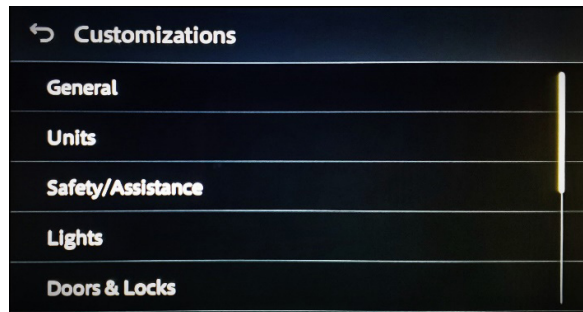 Customizations
General
Units
Safety/Assistance
Lights
Doors & Locks